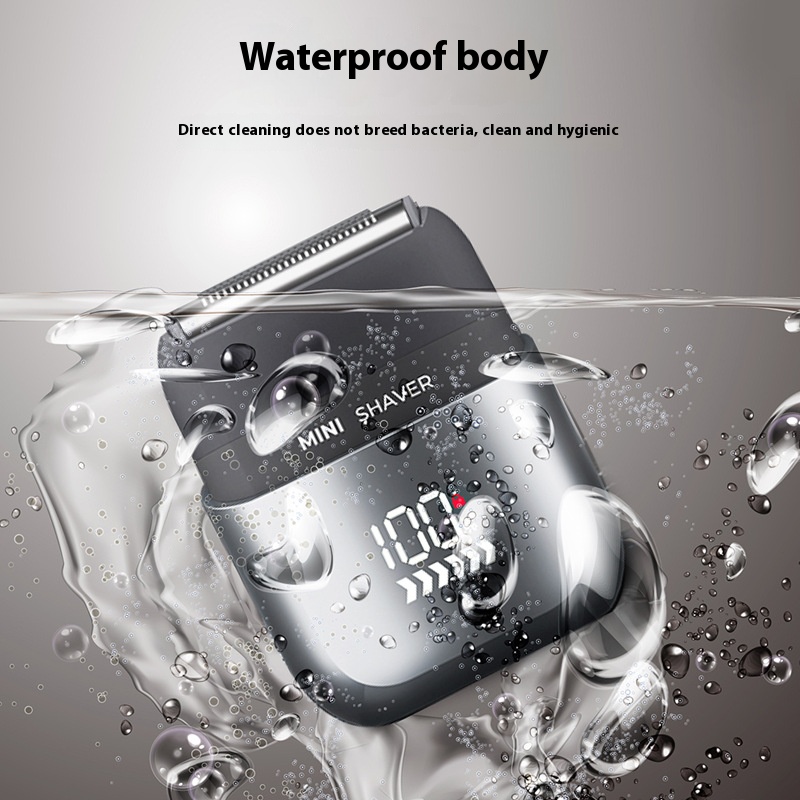 Waterproof body
Direct cleaning does not breed bacteria, clean and hygienic
MINI SHAVER
100